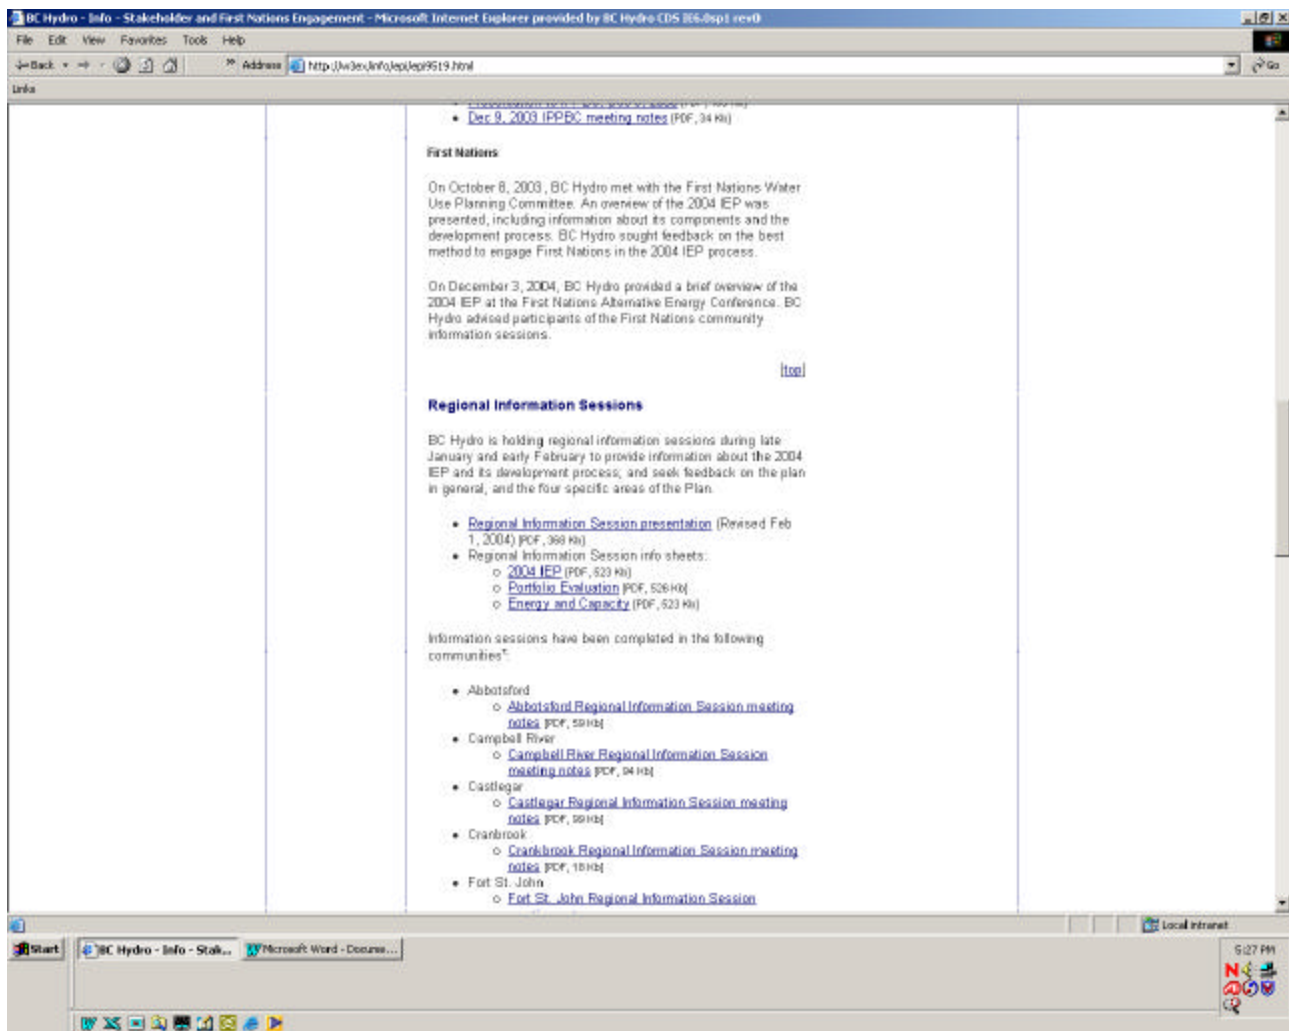 BC Hydro - Info - Stakeholder and First Nations Engagement - Microsoft Internet Explorer provided by BC Hydro CDS IE6.0sp1 rev0
File Edit View Favorites Tools Help
Back » Address http://w3ex/info/iep/iep9519.html Go
Links
Dec 9, 2003 IPPBC meeting notes (PDF, 34 Kb)
First Nations
On October 8, 2003, BC Hydro met with the First Nations Water
Use Planning Committee. An overview of the 2004 IEP was
presented, including information about its components and the
development process. BC Hydro sought feedback on the best
method to engage First Nations in the 2004 IEP process.
On December 3, 2004, BC Hydro provided a brief overview of the
2004 IEP at the First Nations Alternative Energy Conference. BC
Hydro advised participants of the First Nations community
information sessions.
[top]
Regional Information Sessions
BC Hydro is holding regional information sessions during late
January and early February to provide information about the 2004
IEP and its development process; and seek feedback on the plan
in general, and the four specific areas of the Plan.
• Regional Information Session presentation (Revised Feb
1, 2004) [PDF, 368 Kb]
• Regional Information Session info sheets:
○ 2004 IEP [PDF, 523 Kb]
○ Portfolio Evaluation [PDF, 526 Kb]
○ Energy and Capacity [PDF, 523 Kb]
Information sessions have been completed in the following
communities*:
• Abbotsford
○ Abbotsford Regional Information Session meeting
notes [PDF, 59 Kb]
• Campbell River
○ Campbell River Regional Information Session
meeting notes [PDF, 94 Kb]
• Castlegar
○ Castlegar Regional Information Session meeting
notes [PDF, 99 Kb]
• Cranbrook
○ Crankbrook Regional Information Session meeting
notes [PDF, 18 Kb]
• Fort St. John
○ Fort St. John Regional Information Session
Local intranet
Start BC Hydro - Info - Stak... Microsoft Word - Docume... 5:27 PM